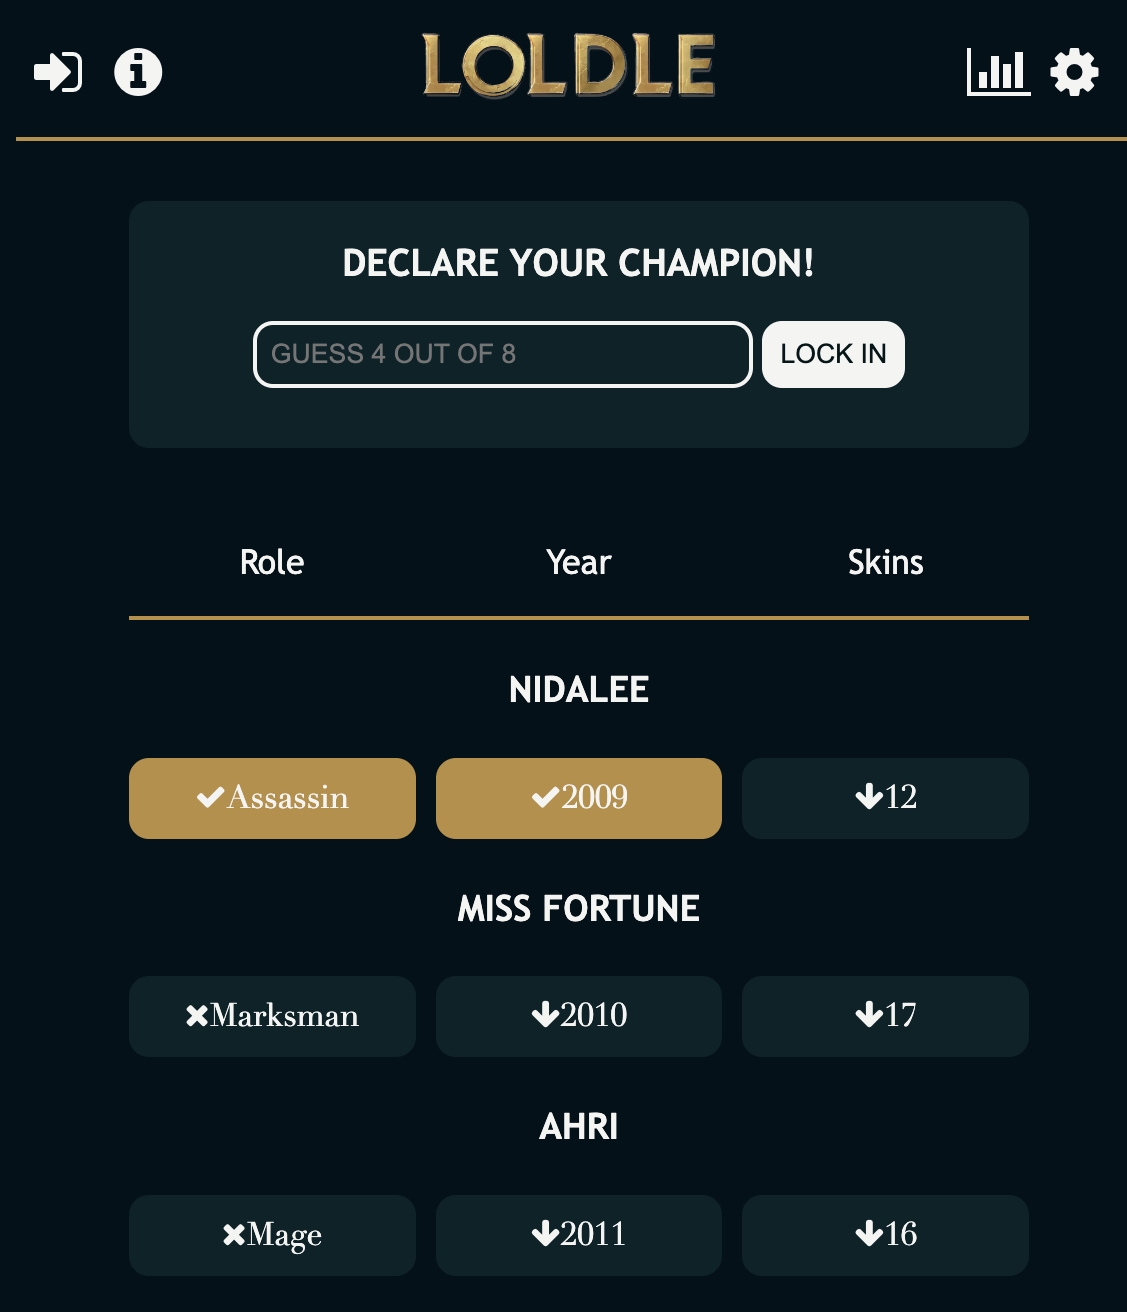 LOLDLE
DECLARE YOUR CHAMPION!
GUESS 4 OUT OF 8 LOCK IN
Role Year Skins
NIDALEE
Assassin 2009 12
MISS FORTUNE
Marksman 2010 17
AHRI
Mage 2011 16